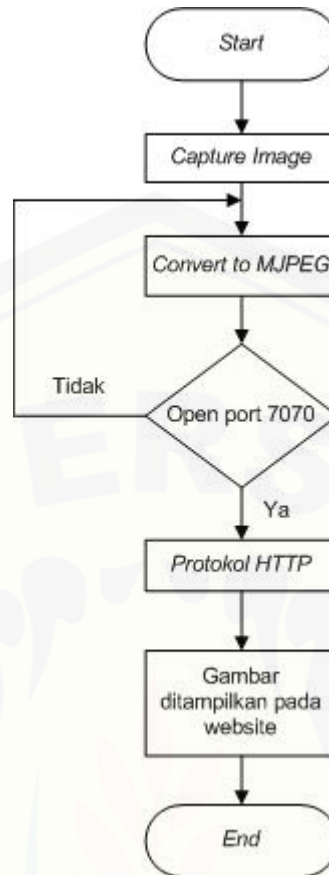 Start
Capture Image
Convert to MJPEG
Tidak
Open port 7070
Ya
Protokol HTTP
Gambar
ditampilkan pada
website
End